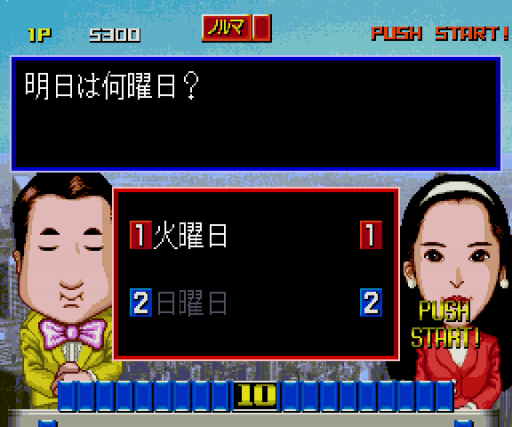 1P 5300 ノルマ PUSH START!
明日は何曜日?
1 火曜日 1
2 日曜日 2
PUSH
START!
10